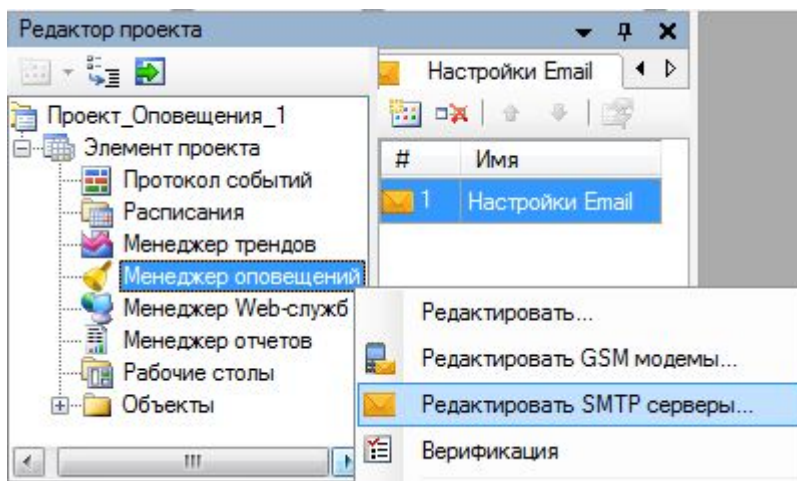 Редактор проекта
Настройки Email
Проект_Оповещения_1
Элемент проекта
# Имя
Протокол событий
1 Настройки Email
Расписания
Менеджер трендов
Менеджер оповещений
Менеджер Web-служб
Редактировать...
Менеджер отчетов
Редактировать GSM модемы...
Рабочие столы
Объекты
Редактировать SMTP серверы...
Верификация